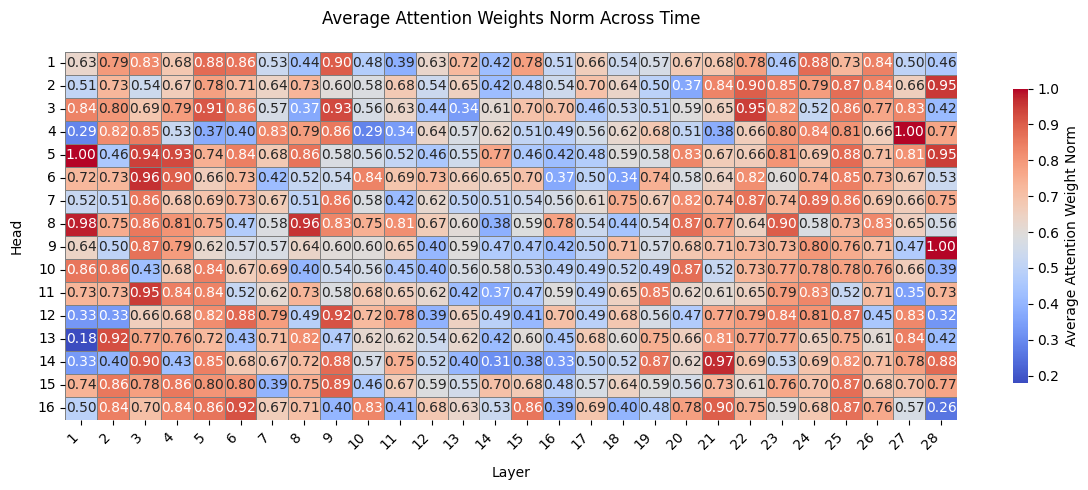 Average Attention Weights Norm Across Time
1 0.63 0.79 0.83 0.68 0.88 0.86 0.53 0.44 0.90 0.48 0.39 0.63 0.72 0.42 0.78 0.51 0.66 0.54 0.57 0.67 0.68 0.78 0.46 0.88 0.73 0.84 0.50 0.46
2 0.51 0.73 0.54 0.67 0.78 0.71 0.64 0.73 0.60 0.58 0.68 0.54 0.65 0.42 0.48 0.54 0.70 0.64 0.50 0.37 0.84 0.90 0.85 0.79 0.87 0.84 0.66 0.95
3 0.84 0.80 0.69 0.79 0.91 0.86 0.57 0.37 0.93 0.56 0.63 0.44 0.34 0.61 0.70 0.70 0.46 0.53 0.51 0.59 0.65 0.95 0.82 0.52 0.86 0.77 0.83 0.42
4 0.29 0.82 0.85 0.53 0.37 0.40 0.83 0.79 0.86 0.29 0.34 0.64 0.57 0.62 0.51 0.49 0.56 0.62 0.68 0.51 0.38 0.66 0.80 0.84 0.81 0.66 1.00 0.77
5 1.00 0.46 0.94 0.93 0.74 0.84 0.68 0.86 0.58 0.56 0.52 0.46 0.55 0.77 0.46 0.42 0.48 0.59 0.58 0.83 0.67 0.66 0.81 0.69 0.88 0.71 0.81 0.95
6 0.72 0.73 0.96 0.90 0.66 0.73 0.42 0.52 0.54 0.84 0.69 0.73 0.66 0.65 0.70 0.37 0.50 0.34 0.74 0.58 0.64 0.82 0.60 0.74 0.85 0.73 0.67 0.53
7 0.52 0.51 0.86 0.68 0.69 0.73 0.67 0.51 0.86 0.58 0.42 0.62 0.50 0.51 0.54 0.54 0.61 0.75 0.67 0.82 0.74 0.87 0.74 0.89 0.86 0.69 0.66 0.75
8 0.98 0.75 0.86 0.81 0.75 0.47 0.58 0.96 0.83 0.75 0.81 0.67 0.60 0.38 0.59 0.78 0.54 0.44 0.54 0.87 0.77 0.64 0.90 0.58 0.73 0.83 0.65 0.56
9 0.64 0.50 0.87 0.79 0.62 0.57 0.57 0.64 0.60 0.60 0.65 0.40 0.59 0.47 0.47 0.42 0.50 0.71 0.57 0.68 0.71 0.73 0.73 0.80 0.76 0.71 0.47 1.00
10 0.86 0.86 0.43 0.68 0.84 0.67 0.69 0.40 0.54 0.56 0.45 0.40 0.56 0.58 0.53 0.49 0.49 0.52 0.49 0.87 0.52 0.73 0.77 0.78 0.78 0.76 0.66 0.39
11 0.73 0.73 0.95 0.84 0.84 0.52 0.62 0.73 0.58 0.68 0.65 0.62 0.42 0.37 0.66 0.59 0.49 0.65 0.85 0.62 0.61 0.65 0.79 0.83 0.52 0.71 0.35 0.73
12 0.33 0.33 0.66 0.68 0.82 0.88 0.79 0.49 0.92 0.72 0.78 0.39 0.65 0.49 0.41 0.70 0.49 0.68 0.56 0.47 0.77 0.79 0.84 0.81 0.87 0.45 0.83 0.32
13 0.18 0.92 0.77 0.76 0.72 0.43 0.71 0.82 0.47 0.62 0.62 0.54 0.62 0.42 0.60 0.45 0.68 0.60 0.75 0.66 0.81 0.77 0.77 0.65 0.75 0.61 0.84 0.42
14 0.33 0.40 0.90 0.43 0.85 0.68 0.67 0.72 0.88 0.57 0.75 0.53 0.40 0.31 0.38 0.33 0.50 0.52 0.87 0.62 0.97 0.69 0.53 0.69 0.82 0.71 0.78 0.88
15 0.74 0.86 0.78 0.86 0.80 0.80 0.39 0.75 0.89 0.46 0.67 0.59 0.55 0.70 0.68 0.48 0.57 0.64 0.59 0.56 0.73 0.61 0.76 0.70 0.87 0.68 0.70 0.77
16 0.50 0.84 0.70 0.84 0.86 0.92 0.67 0.71 0.40 0.83 0.41 0.68 0.63 0.53 0.86 0.39 0.69 0.40 0.48 0.78 0.90 0.75 0.59 0.68 0.87 0.76 0.57 0.26
1 2 3 4 5 6 7 8 9 10 11 12 13 14 15 16 17 18 19 20 21 22 23 24 25 26 27 28
Layer
Head
1.0
0.9
0.8
0.7
0.6
0.5
0.4
0.3
0.2
Average Attention Weight Norm